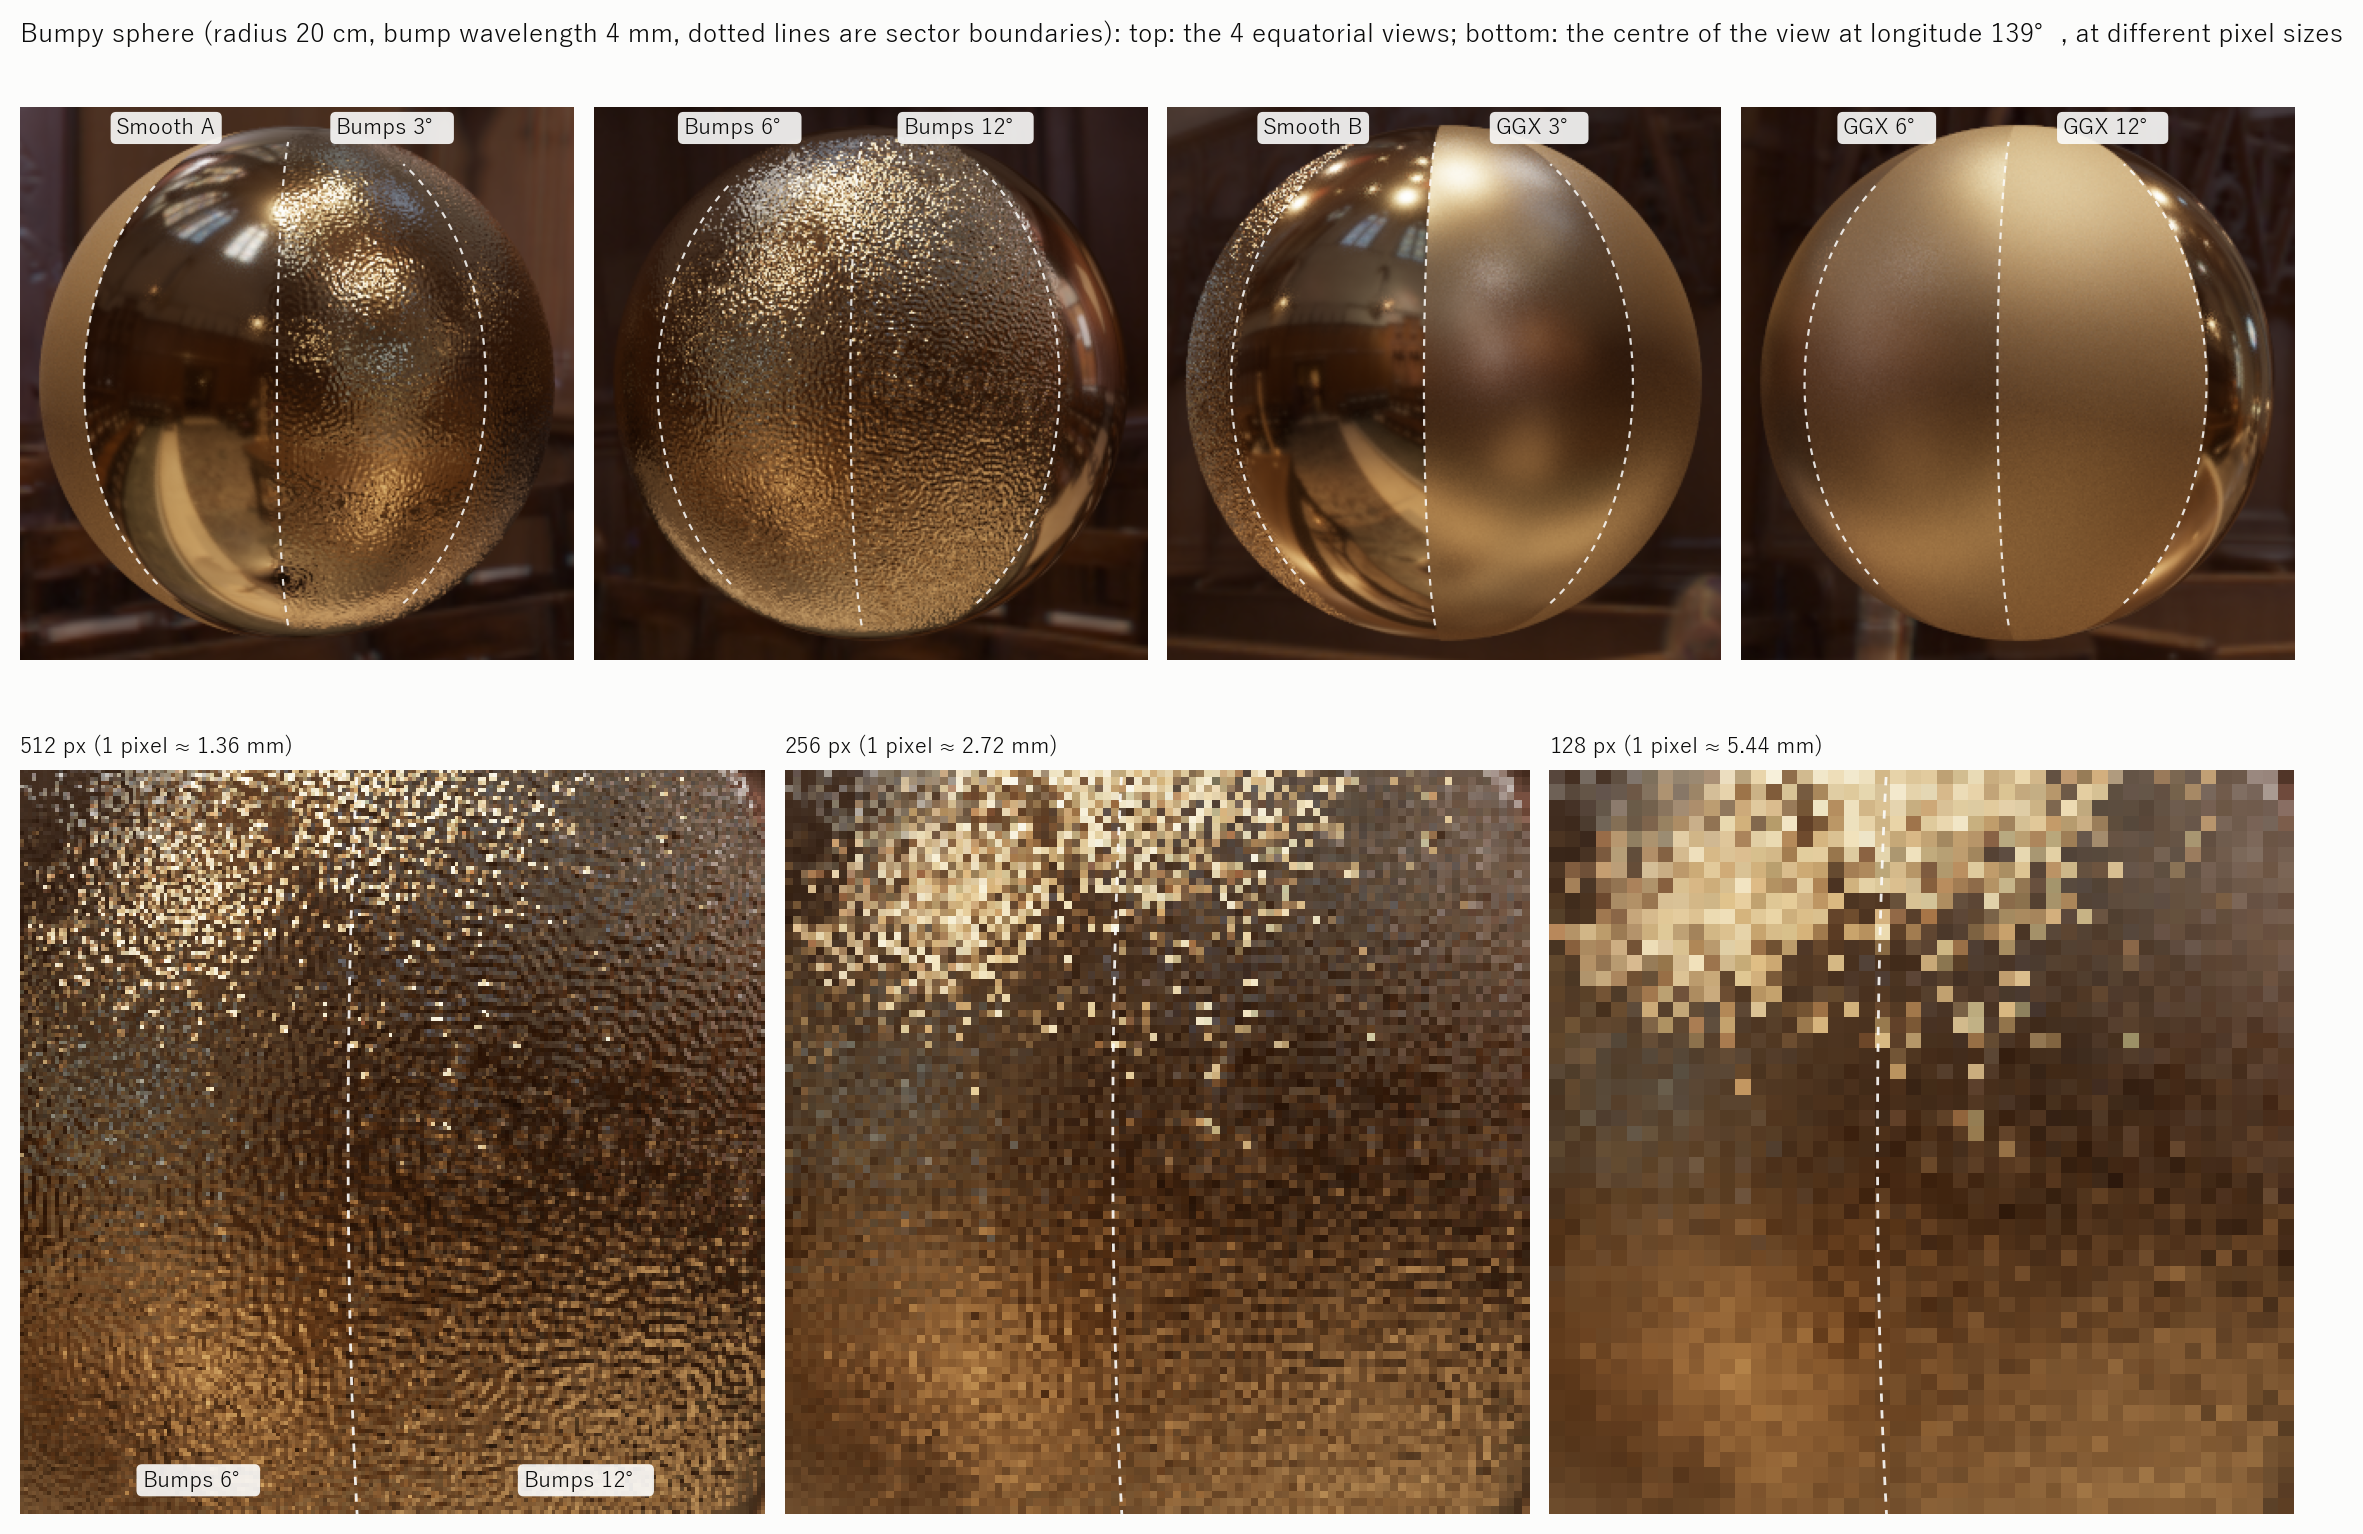 Bumpy sphere (radius 20 cm, bump wavelength 4 mm, dotted lines are sector boundaries): top: the 4 equatorial views; bottom: the centre of the view at longitude 139° , at different pixel sizes
Smooth A
Bumps 3°
Bumps 6°
Bumps 12°
Smooth B
GGX 3°
GGX 6°
GGX 12°
512 px (1 pixel ≈ 1.36 mm)
256 px (1 pixel ≈ 2.72 mm)
128 px (1 pixel ≈ 5.44 mm)
Bumps 6°
Bumps 12°